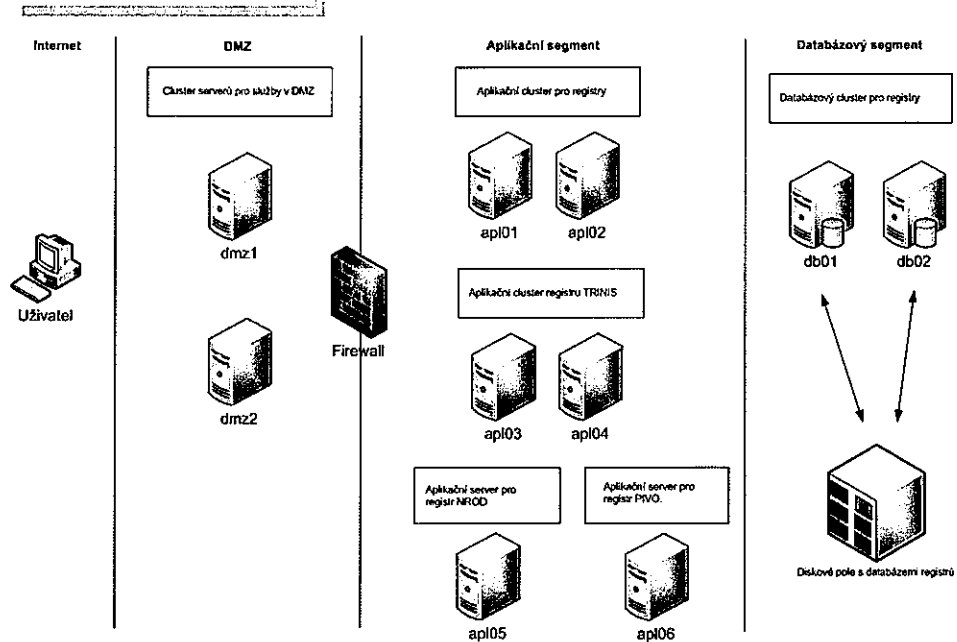 Internet
DMZ
Aplikační segment
Databázový segment
Cluster serverů pro služby v DMZ
Aplikační cluster pro registry
Databázový cluster pro registry
dmz1
apl01
apl02
db01
db02
Uživatel
Firewall
Aplikační cluster registru TRINIS
dmz2
apl03
apl04
Aplikační server pro
registr NROD
Aplikační server pro
registr PIVO.
Diskové pole s databázemi registrů
apl05
apl06